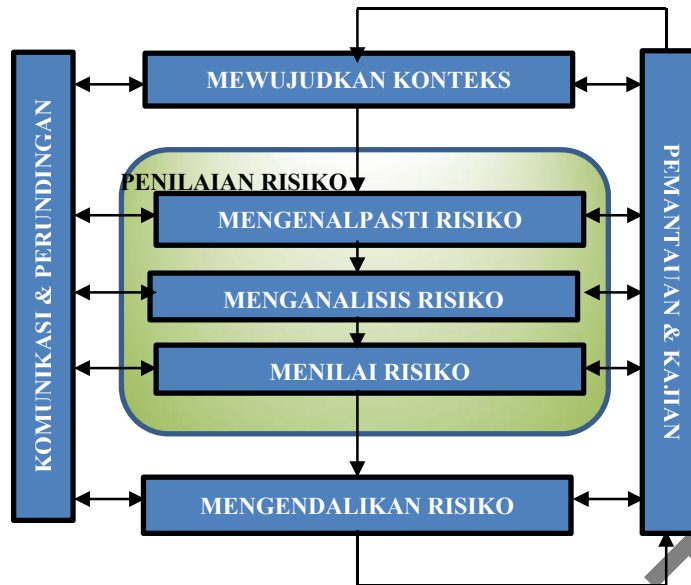 MEWUJUDKAN KONTEKS
PENILAIAN RISIKO
MENGENALPASTI RISIKO
MENGANALISIS RISIKO
MENILAI RISIKO
MENGENDALIKAN RISIKO
KOMUNIKASI & PERUNDINGAN
PEMANTAUAN & KAJIAN